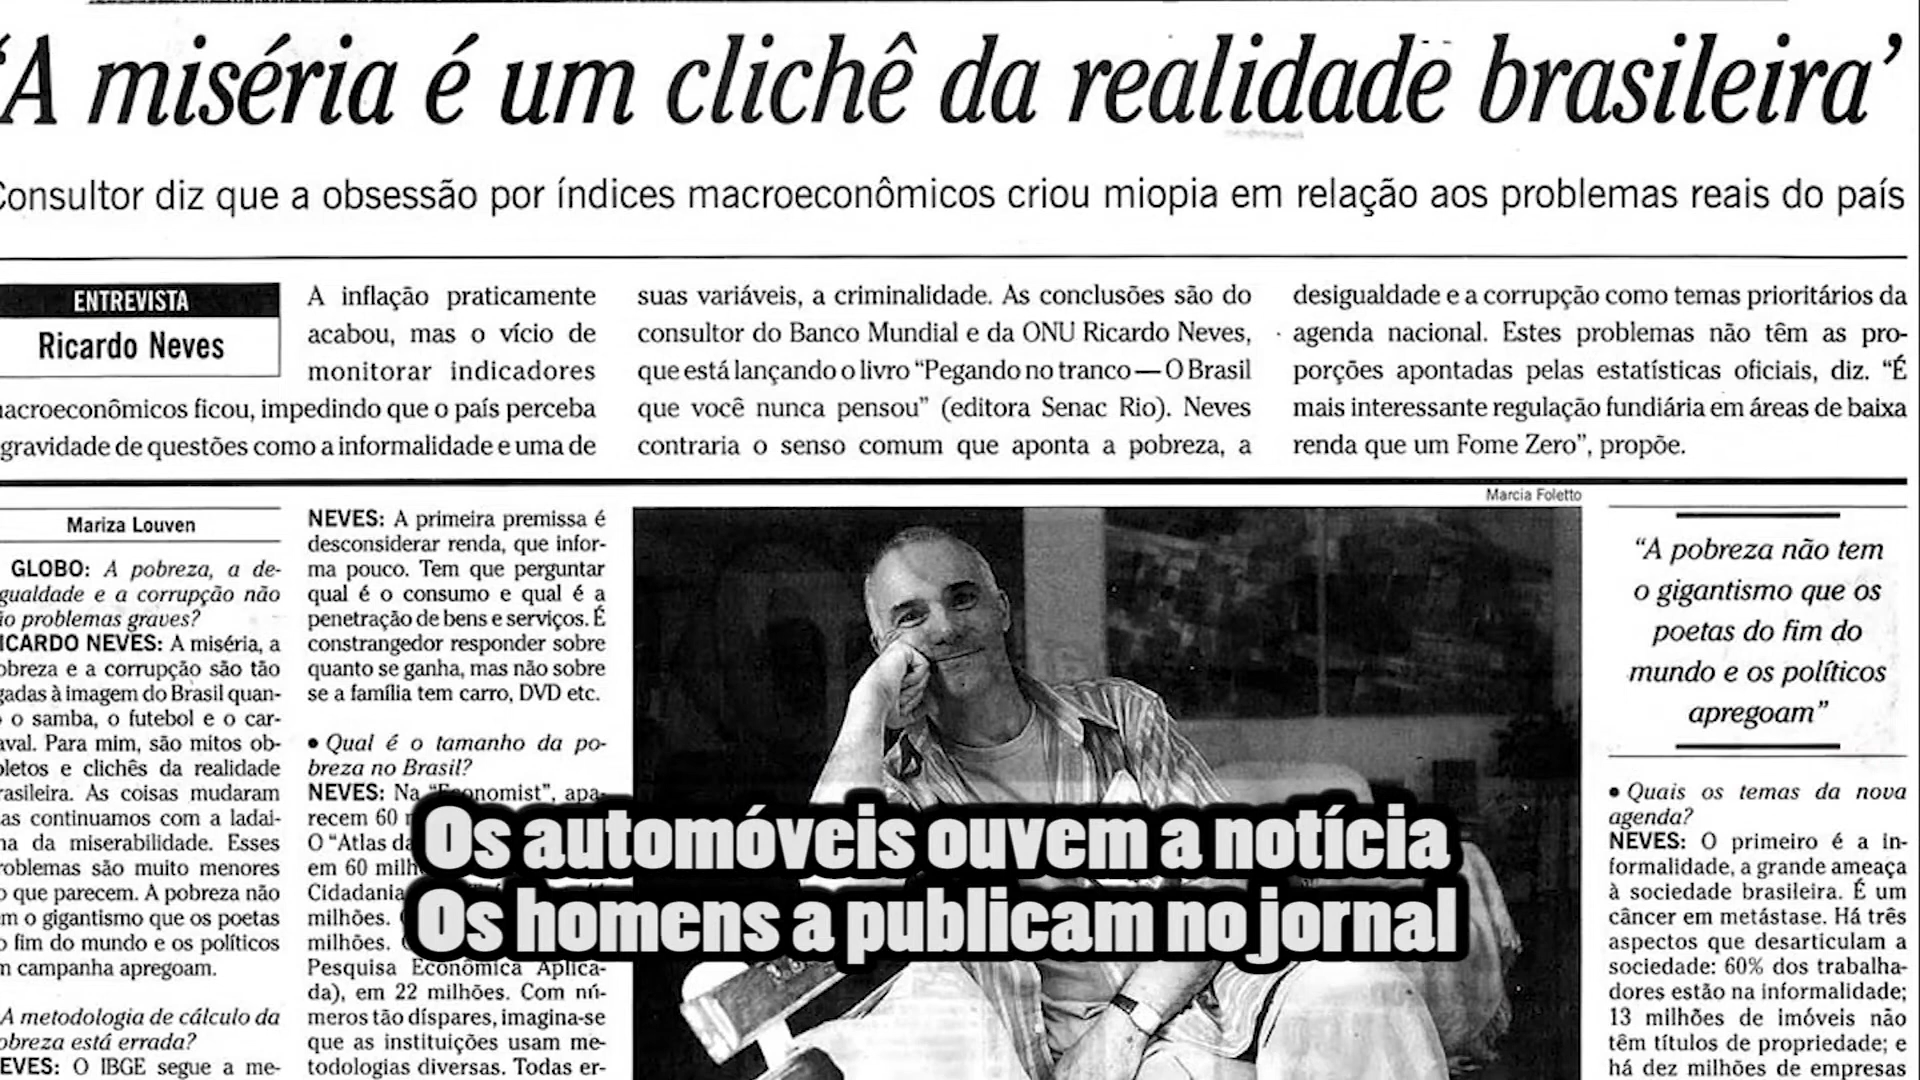 ‘A miséria é um clichê da realidade brasileira’
Consultor diz que a obsessão por índices macroeconômicos criou miopia em relação aos problemas reais do país
ENTREVISTA
Ricardo Neves
A inflação praticamente
acabou, mas o vício de
monitorar indicadores
acroeconômicos ficou, impedindo que o país perceba
gravidade de questões como a informalidade e uma de
suas variáveis, a criminalidade. As conclusões são do
consultor do Banco Mundial e da ONU Ricardo Neves,
que está lançando o livro “Pegando no tranco — O Brasil
que você nunca pensou” (editora Senac Rio). Neves
contraria o senso comum que aponta a pobreza, a
desigualdade e a corrupção como temas prioritários da
agenda nacional. Estes problemas não têm as pro-
porções apontadas pelas estatísticas oficiais, diz. “É
mais interessante regulação fundiária em áreas de baixa
renda que um Fome Zero”, propõe.
Mariza Louven
GLOBO: A pobreza, a de-
gualdade e a corrupção não
ão problemas graves?
ICARDO NEVES: A miséria, a
obreza e a corrupção são tão
gadas à imagem do Brasil quan-
o o samba, o futebol e o car-
aval. Para mim, são mitos ob-
oletos e clichês da realidade
rasileira. As coisas mudaram
as continuamos com a ladai-
ha da miserabilidade. Esses
roblemas são muito menores
o que parecem. A pobreza não
m o gigantismo que os poetas
o fim do mundo e os políticos
m campanha apregoam.
A metodologia de cálculo da
obreza está errada?
EVES: O IBGE segue a me-
NEVES: A primeira premissa é
desconsiderar renda, que infor-
ma pouco. Tem que perguntar
qual é o consumo e qual é a
penetração de bens e serviços. É
constrangedor responder sobre
quanto se ganha, mas não sobre
se a família tem carro, DVD etc.
● Qual é o tamanho da po-
breza no Brasil?
NEVES: Na “Economist”, apa-
recem 60
O “Atlas da
em 60 milh
Cidadania
milhões.
milhões.
Pesquisa Econômica Aplica-
da), em 22 milhões. Com nú-
meros tão díspares, imagina-se
que as instituições usam me-
todologias diversas. Todas er-
Marcia Foletto
“A pobreza não tem
o gigantismo que os
poetas do fim do
mundo e os políticos
apregoam”
● Quais os temas da nova
agenda?
NEVES: O primeiro é a in-
formalidade, a grande ameaça
à sociedade brasileira. É um
câncer em metástase. Há três
aspectos que desarticulam a
sociedade: 60% dos trabalha-
dores estão na informalidade;
13 milhões de imóveis não
têm títulos de propriedade; e
há dez milhões de empresas
Os automóveis ouvem a notícia
Os homens a publicam no jornal